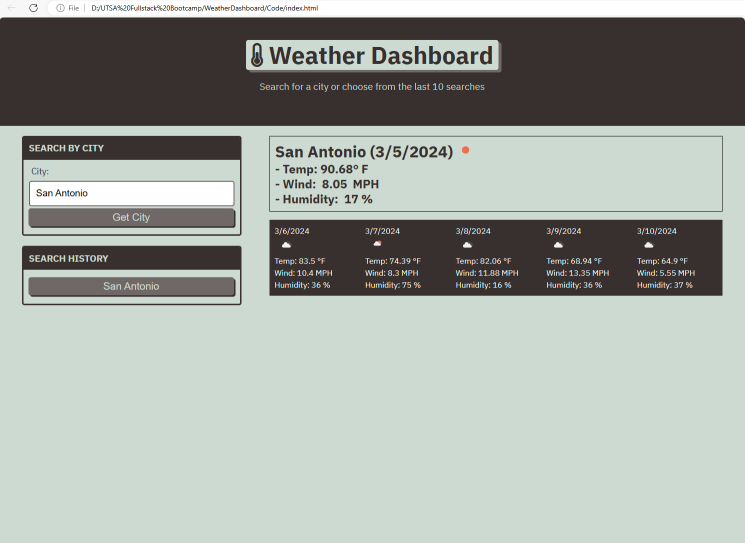 File | D:/UTSA%20Fullstack%20Bootcamp/WeatherDashboard/Code/index.html
Weather Dashboard
Search for a city or choose from the last 10 searches
SEARCH BY CITY
City:
San Antonio
Get City
SEARCH HISTORY
San Antonio
San Antonio (3/5/2024)
- Temp: 90.68° F
- Wind: 8.05 MPH
- Humidity: 17 %
3/6/2024 3/7/2024 3/8/2024 3/9/2024 3/10/2024
Temp: 83.5 °F Temp: 74.39 °F Temp: 82.06 °F Temp: 68.94 °F Temp: 64.9 °F
Wind: 10.4 MPH Wind: 8.3 MPH Wind: 11.88 MPH Wind: 13.35 MPH Wind: 5.55 MPH
Humidity: 36 % Humidity: 75 % Humidity: 16 % Humidity: 36 % Humidity: 37 %